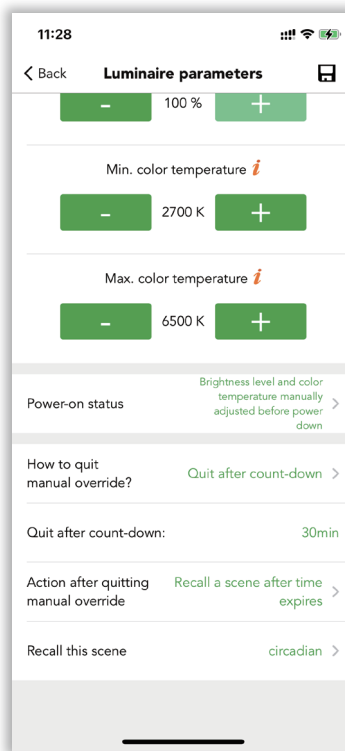 11:28
Back Luminaire parameters
- 100 % +
Min. color temperature i
- 2700 K +
Max. color temperature i
- 6500 K +
Brightness level and color
temperature manually
Power-on status
adjusted before power
down
How to quit
manual override?
Quit after count-down
Quit after count-down: 30min
Action after quitting
manual override
Recall a scene after time
expires
Recall this scene circadian